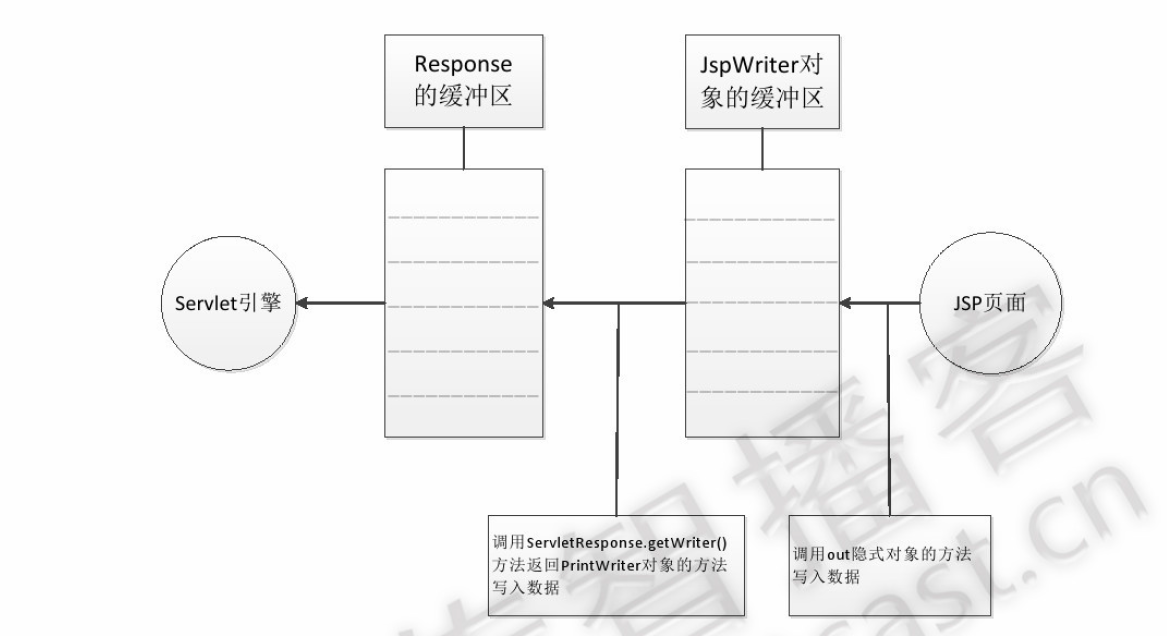 Response
的缓冲区
JspWriter对
象的缓冲区
Servlet引擎
JSP页面
调用ServletResponse.getWriter()
方法返回PrintWriter对象的方法
写入数据
调用out隐式对象的方法
写入数据
智播客
cast.cn